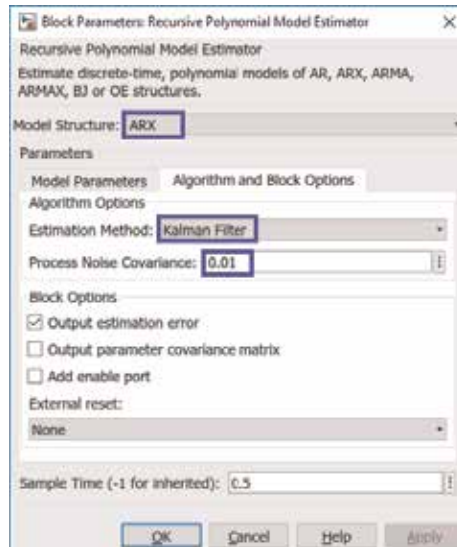 Block Parameters: Recursive Polynomial Model Estimator
Recursive Polynomial Model Estimator
Estimate discrete-time, polynomial models of AR, ARX, ARMA,
ARMAX, BJ or OE structures.
Model Structure: ARX
Parameters
Model Parameters Algorithm and Block Options
Algorithm Options
Estimation Method: Kalman Filter
Process Noise Covariance: 0.01
Block Options
Output estimation error
Output parameter covariance matrix
Add enable port
External reset:
None
Sample Time (-1 for inherited): 0.5
OK Cancel Help Apply